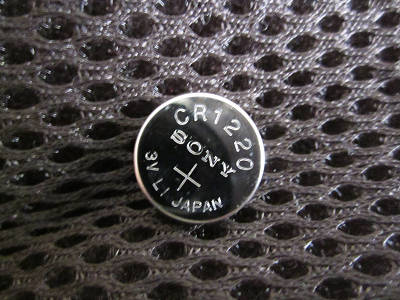 CR1220
SONY
+
3V LI
JAPAN